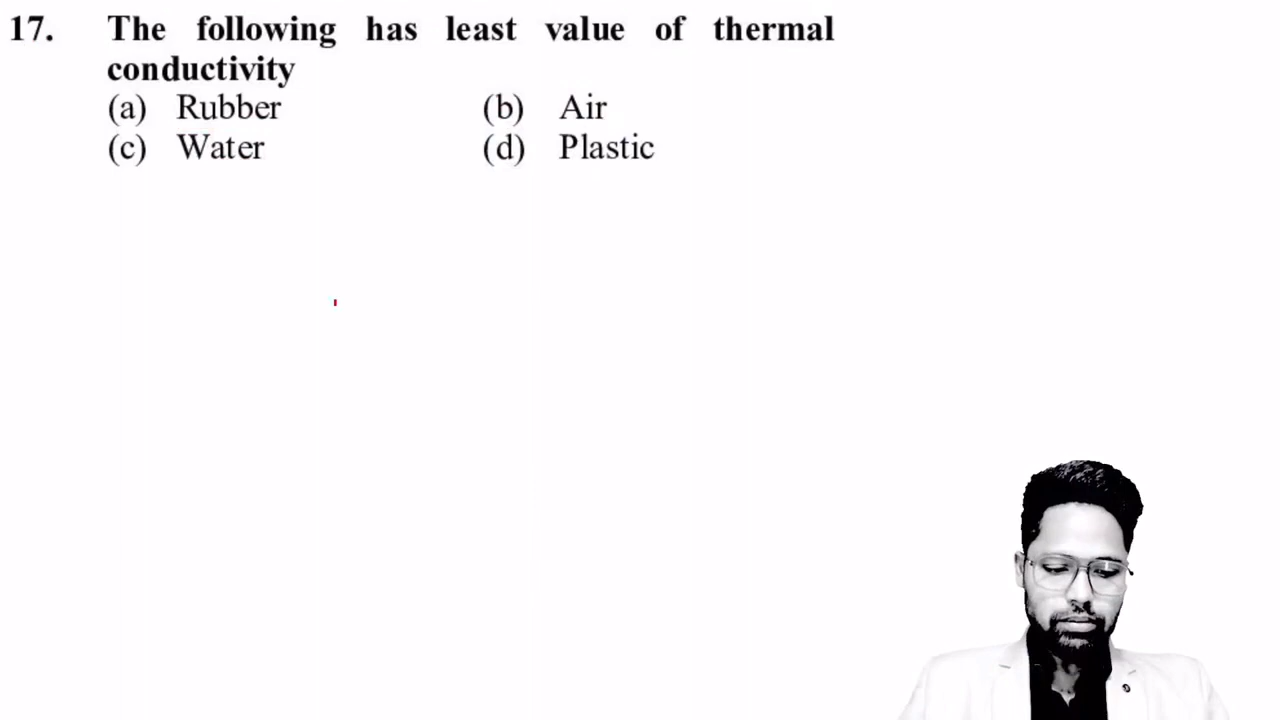 17. The following has least value of thermal
conductivity
(a) Rubber (b) Air
(c) Water (d) Plastic